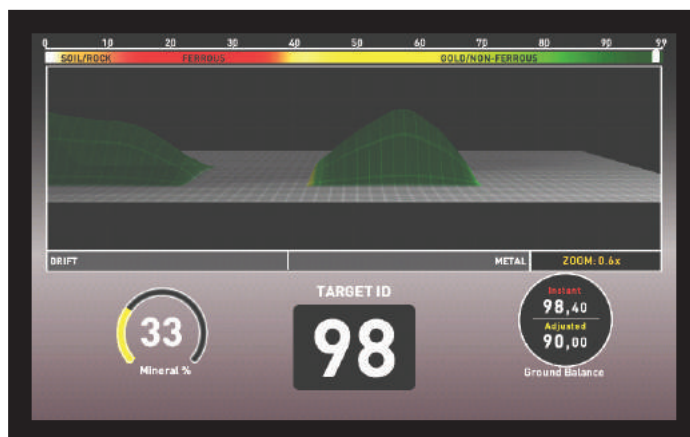 0 10 20 30 40 50 60 70 80 90 99
SOIL/ROCK FERROUS GOLD/NON-FERROUS
DRIFT METAL ZOOM: 0.6x
33
Mineral %
TARGET ID
98
Instant
98,40
Adjusted
90,00
Ground Balance